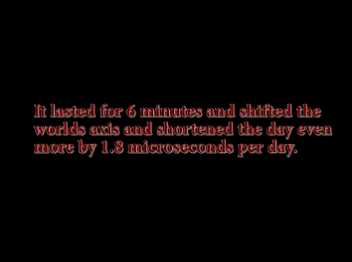 It lasted for 6 minutes and shifted the
worlds axis and shortened the day even
more by 1.8 microseconds per day.